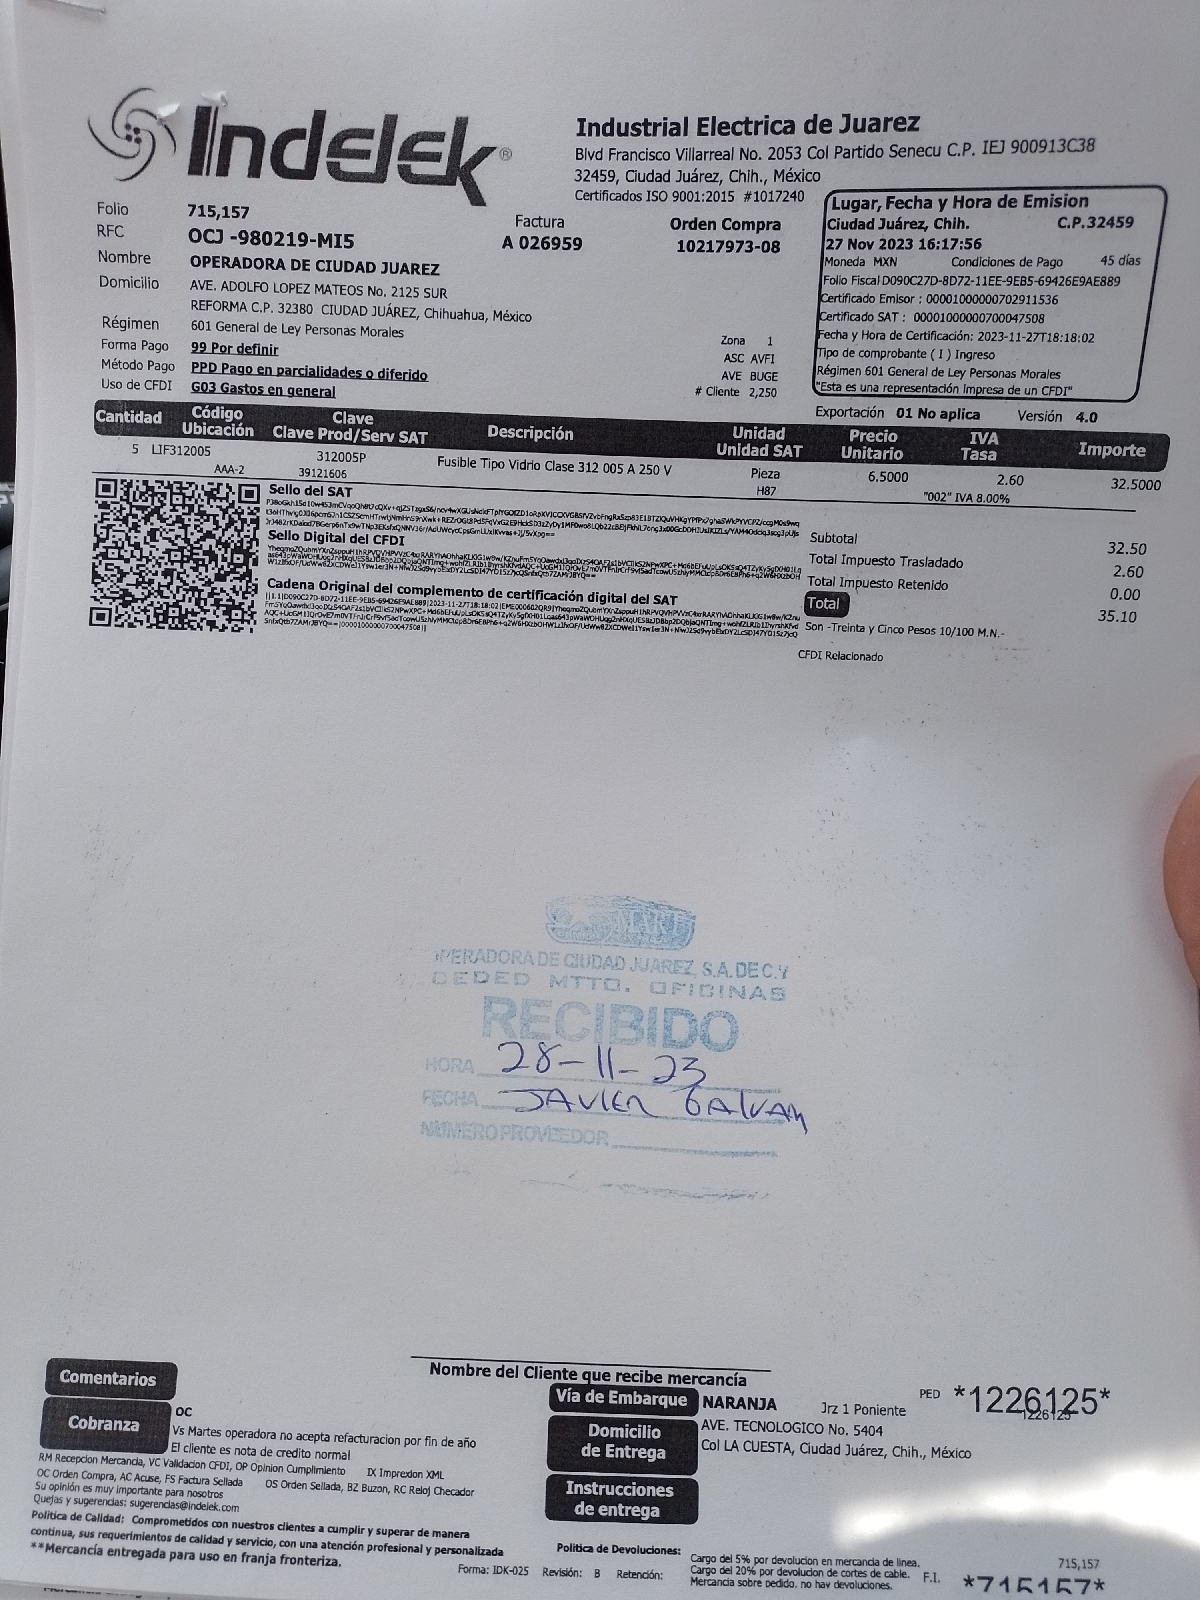 Indelek®
Industrial Electrica de Juarez
Blvd Francisco Villarreal No. 2053 Col Partido Senecu C.P. IEJ 900913C38
32459, Ciudad Juárez, Chih., México
Certificados ISO 9001:2015 #1017240
Folio 715,157
RFC OCJ -980219-MI5
Nombre OPERADORA DE CIUDAD JUAREZ
Domicilio AVE. ADOLFO LOPEZ MATEOS No. 2125 SUR
REFORMA C.P. 32380 CIUDAD JUÁREZ, Chihuahua, México
Régimen 601 General de Ley Personas Morales
Forma Pago 99 Por definir
Método Pago PPD Pago en parcialidades o diferido
Uso de CFDI G03 Gastos en general
Factura
A 026959
Orden Compra
10217973-08
Zona 1
ASC AVFI
AVE BUGE
# Cliente 2,250
Lugar, Fecha y Hora de Emision
Ciudad Juárez, Chih. C.P.32459
27 Nov 2023 16:17:56
Moneda MXN Condiciones de Pago 45 días
Folio Fiscal D090C27D-8D72-11EE-9EB5-69426E9AE889
Certificado Emisor : 00001000000702911536
Certificado SAT : 00001000000700047508
Fecha y Hora de Certificación: 2023-11-27T18:18:02
Tipo de comprobante ( I ) Ingreso
Régimen 601 General de Ley Personas Morales
"Esta es una representación Impresa de un CFDI"
Exportación 01 No aplica Versión 4.0
Cantidad Código Ubicación Clave Clave Prod/Serv SAT Descripción Unidad Unidad SAT Precio Unitario IVA Tasa Importe
5 LIF312005 312005P Fusible Tipo Vidrio Clase 312 005 A 250 V Pieza 6.5000 2.60 32.5000
AAA-2 39121606 H87 "002" IVA 8.00%
Sello del SAT
Sello Digital del CFDI
Cadena Original del complemento de certificación digital del SAT
Subtotal 32.50
Total Impuesto Trasladado 2.60
Total Impuesto Retenido 0.00
Total 35.10
Son -Treinta y Cinco Pesos 10/100 M.N.-
CFDI Relacionado
MART
OPERADORA DE CIUDAD JUAREZ, S.A. DE C.V
CEDED MTTO. OFICINAS
RECIBIDO
HORA 28-11-23
FECHA JAVIER GALVAN
NUMERO PROVEEDOR
Nombre del Cliente que recibe mercancía
Comentarios
Cobranza
OC
Vs Martes operadora no acepta refacturacion por fin de año
El cliente es nota de credito normal
RM Recepcion Mercancia, VC Validacion CFDI, OP Opinion Cumplimiento IX Impresion XML
OC Orden Compra, AC Acuse, FS Factura Sellada OS Orden Sellada, BZ Buzon, RC Reloj Checador
Su opinión es muy importante para nosotros
Quejas y sugerencias: sugerencias@indelek.com
Política de Calidad: Comprometidos con nuestros clientes a cumplir y superar de manera
continua, sus requerimientos de calidad y servicio, con una atención profesional y personalizada
**Mercancía entregada para uso en franja fronteriza.
Vía de Embarque NARANJA Jrz 1 Poniente
PED *1226125*
1226125
Domicilio de Entrega
AVE. TECNOLOGICO No. 5404
Col LA CUESTA, Ciudad Juárez, Chih., México
Instrucciones de entrega
Forma: IDK-025 Revisión: B Retención:
Politica de Devoluciones:
Cargo del 5% por devolucion en mercancia de linea.
Cargo del 20% por devolucion de cortes de cable.
Mercancia sobre pedido. no hay devoluciones.
715,157
F.I. *715157*